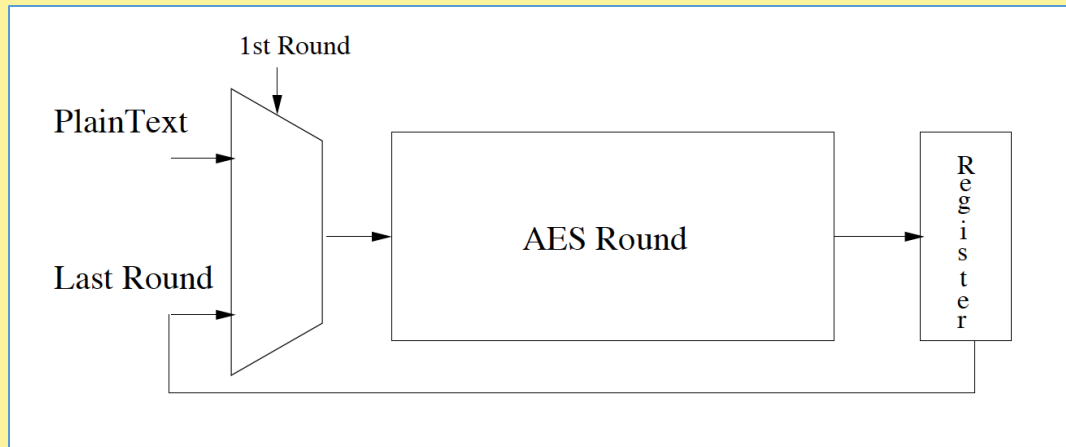 1st Round
PlainText
Last Round
AES Round
Register